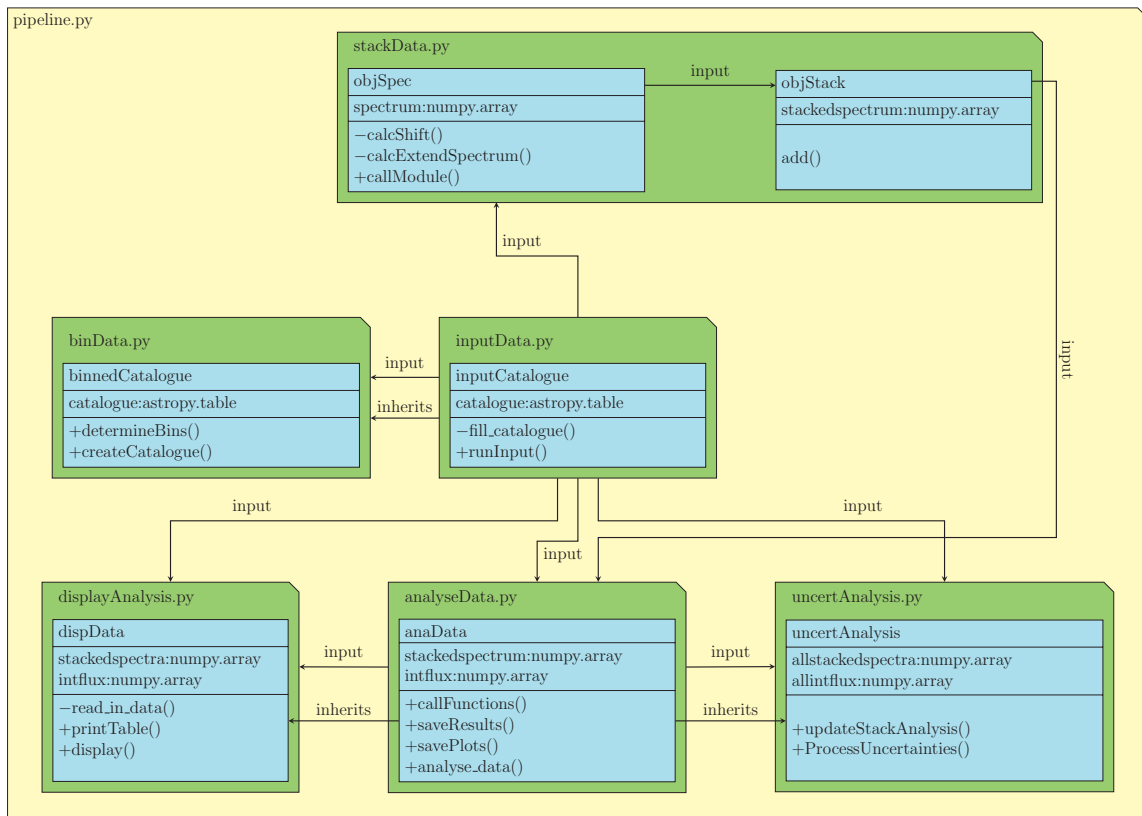 pipeline.py
stackData.py
objSpec
spectrum:numpy.array
−calcShift()
−calcExtendSpectrum()
+callModule()
input
objStack
stackedspectrum:numpy.array
add()
input
input
binData.py
binnedCatalogue
catalogue:astropy.table
+determineBins()
+createCatalogue()
input
inherits
inputData.py
inputCatalogue
catalogue:astropy.table
−fill_catalogue()
+runInput()
input
input
input
displayAnalysis.py
dispData
stackedspectra:numpy.array
intflux:numpy.array
−read_in_data()
+printTable()
+display()
input
inherits
analyseData.py
anaData
stackedspectrum:numpy.array
intflux:numpy.array
+callFunctions()
+saveResults()
+savePlots()
+analyse_data()
input
inherits
uncertAnalysis.py
uncertAnalysis
allstackedspectra:numpy.array
allintflux:numpy.array
+updateStackAnalysis()
+ProcessUncertainties()